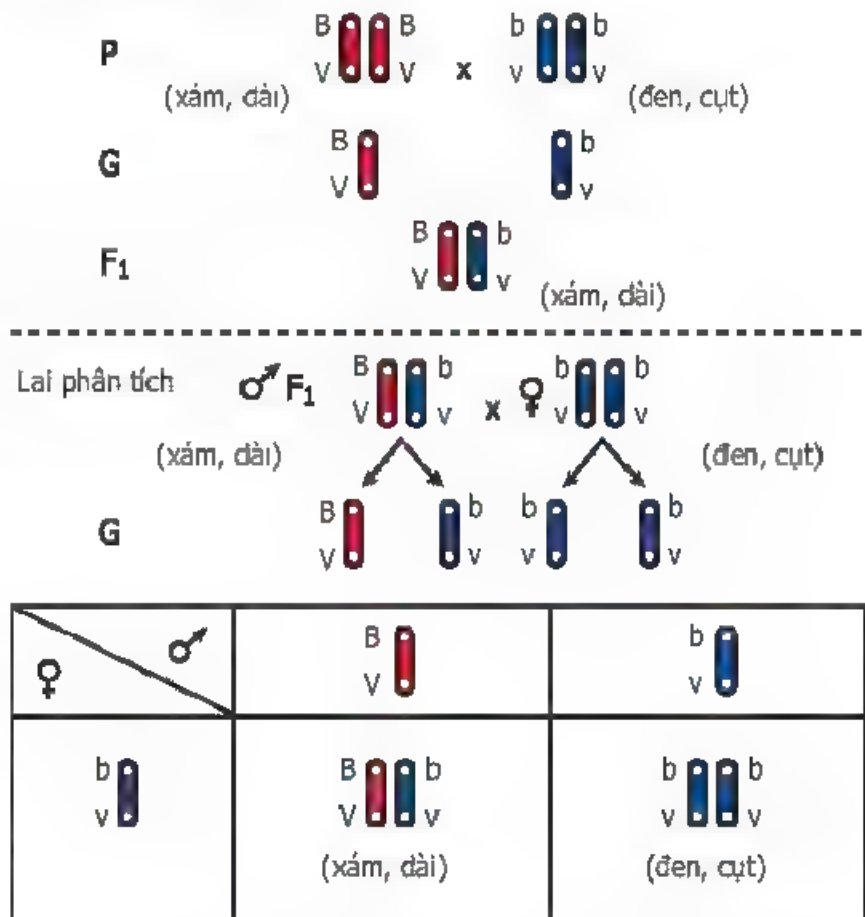 P B B x b b
V V v v
(xám, dài) (đen, cụt)
G B b
V v
F₁ B b
V v
(xám, dài)
Lai phân tích ♂ F₁ B b x ♀ b b
V v v v
(xám, dài) (đen, cụt)
G B b b b
V v v v
♀ ♂ B b
V v
b B b b b
v V v v v
(xám, dài) (đen, cụt)